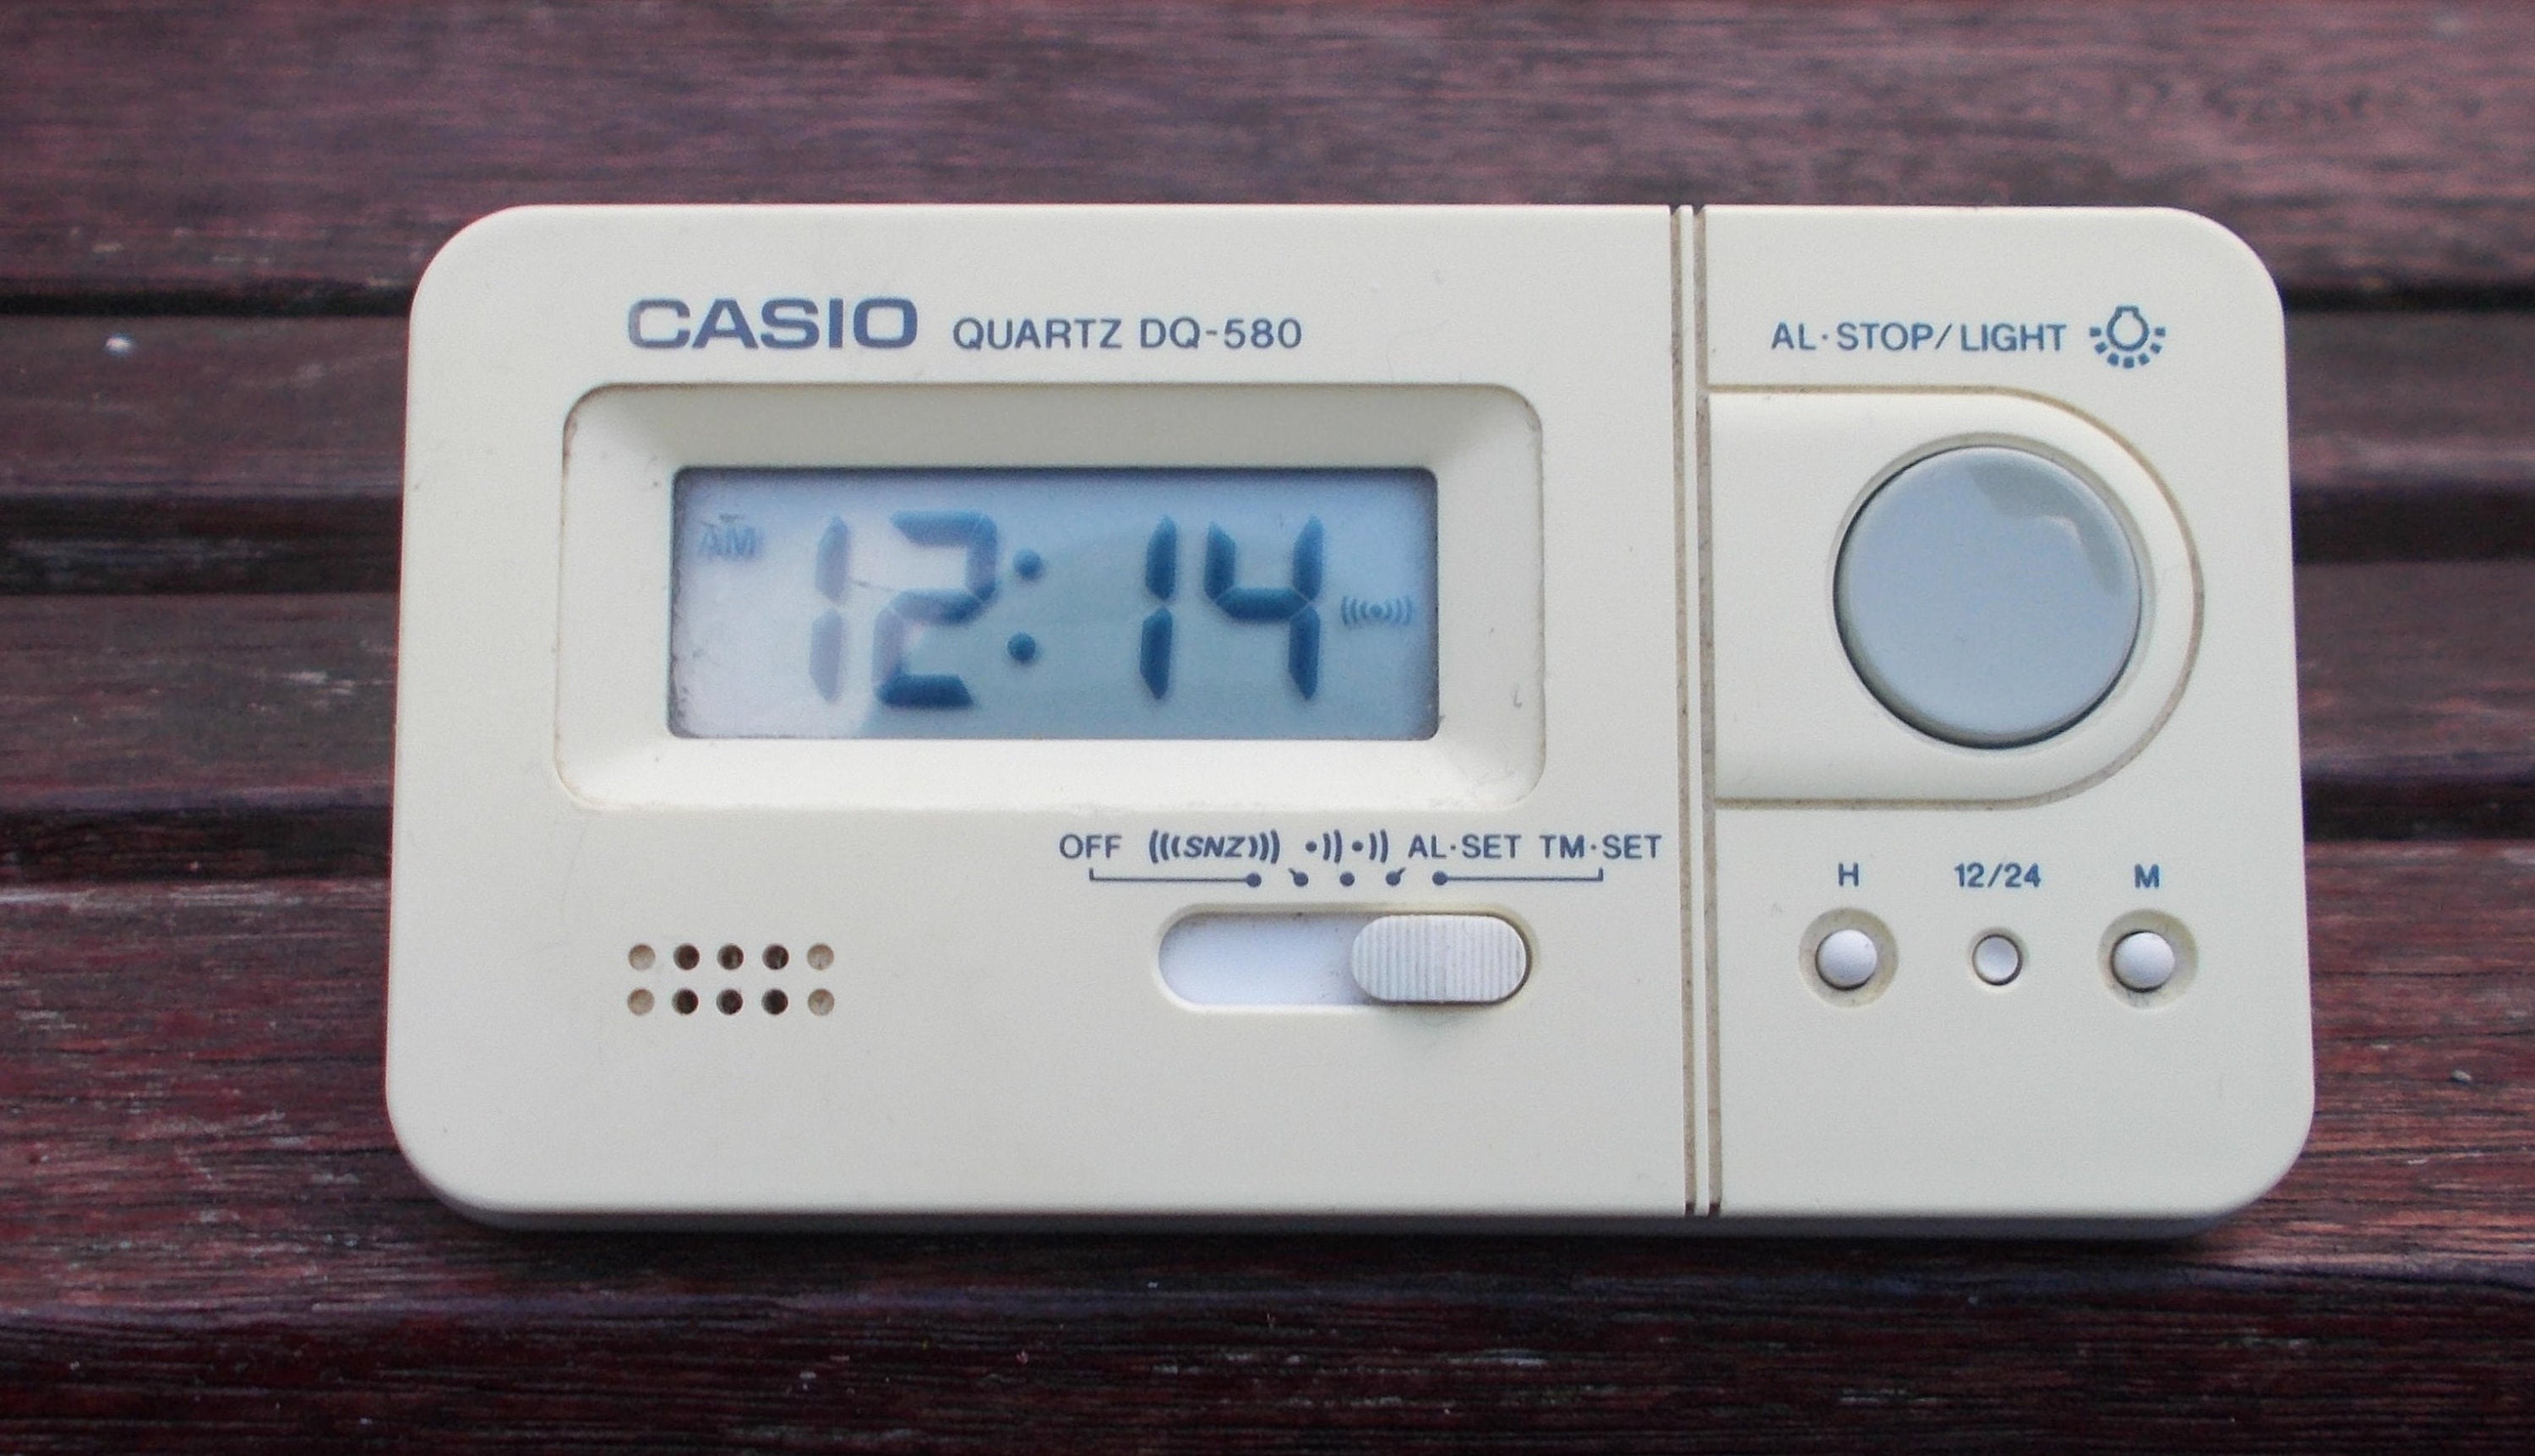 CASIO QUARTZ DQ-580
AL·STOP/LIGHT
AM 12:14
OFF (((SNZ))) •))•)) AL·SET TM·SET
H 12/24 M